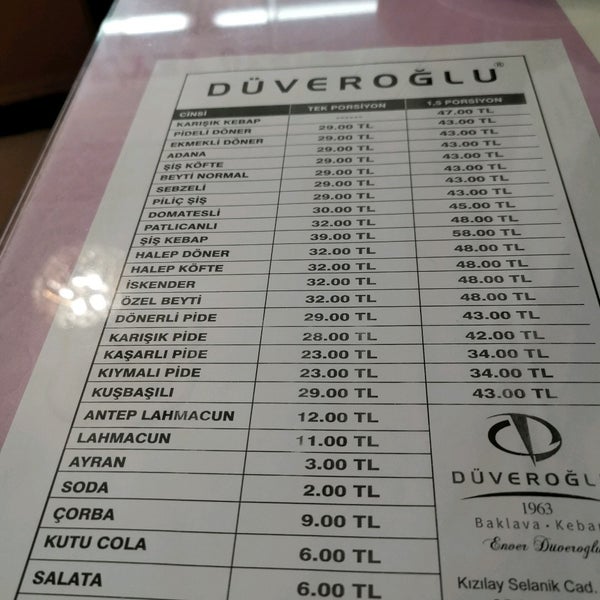 DÜVEROĞLU®
CİNSİ TEK PORSİYON 1,5 PORSİYON
KARIŞIK KEBAP ------ 47.00 TL
PİDELİ DÖNER 29.00 TL 43.00 TL
EKMEKLİ DÖNER 29.00 TL 43.00 TL
ADANA 29.00 TL 43.00 TL
ŞİŞ KÖFTE 29.00 TL 43.00 TL
BEYTİ NORMAL 29.00 TL 43.00 TL
SEBZELİ 29.00 TL 43.00 TL
PİLİÇ ŞİŞ 29.00 TL 43.00 TL
DOMATESLİ 30.00 TL 45.00 TL
PATLICANLI 32.00 TL 48.00 TL
ŞİŞ KEBAP 39.00 TL 58.00 TL
HALEP DÖNER 32.00 TL 48.00 TL
HALEP KÖFTE 32.00 TL 48.00 TL
İSKENDER 32.00 TL 48.00 TL
ÖZEL BEYTİ 32.00 TL 48.00 TL
DÖNERLİ PİDE 29.00 TL 43.00 TL
KARIŞIK PİDE 28.00 TL 42.00 TL
KAŞARLI PİDE 23.00 TL 34.00 TL
KIYMALI PİDE 23.00 TL 34.00 TL
KUŞBAŞILI 29.00 TL 43.00 TL
ANTEP LAHMACUN 12.00 TL
LAHMACUN 11.00 TL
AYRAN 3.00 TL
SODA 2.00 TL
ÇORBA 9.00 TL
KUTU COLA 6.00 TL
SALATA 6.00 TL
DÜVEROĞL
1963
Baklava • Keba
Enver Düveroğlu
Kızılay Selanik Cad.